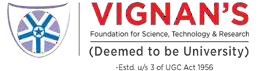 VIGNAN'S
Foundation for Science, Technology & Research
(Deemed to be University)
-Estd. u/s 3 of UGC Act 1956